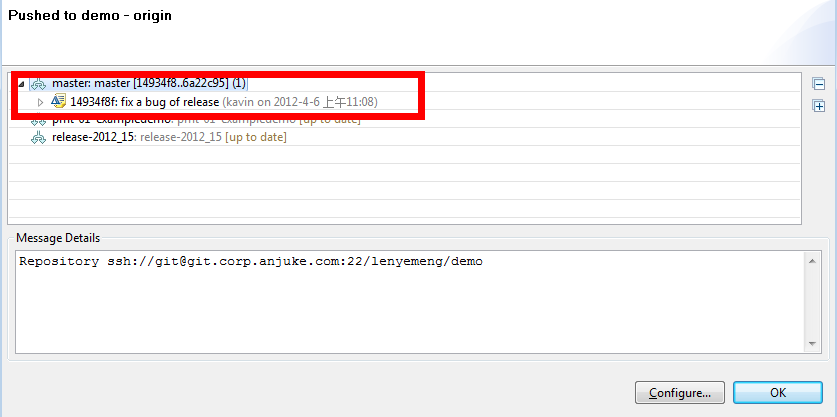 Pushed to demo - origin
master: master [14934f8..6a22c95] (1)
14934f8f: fix a bug of release (kavin on 2012-4-6 上午11:08)
pmt-01-exampledemo: pmt-01-exampledemo [up to date]
release-2012_15: release-2012_15 [up to date]
Message Details
Repository ssh://git@git.corp.anjuke.com:22/lenyemeng/demo
Configure...
OK